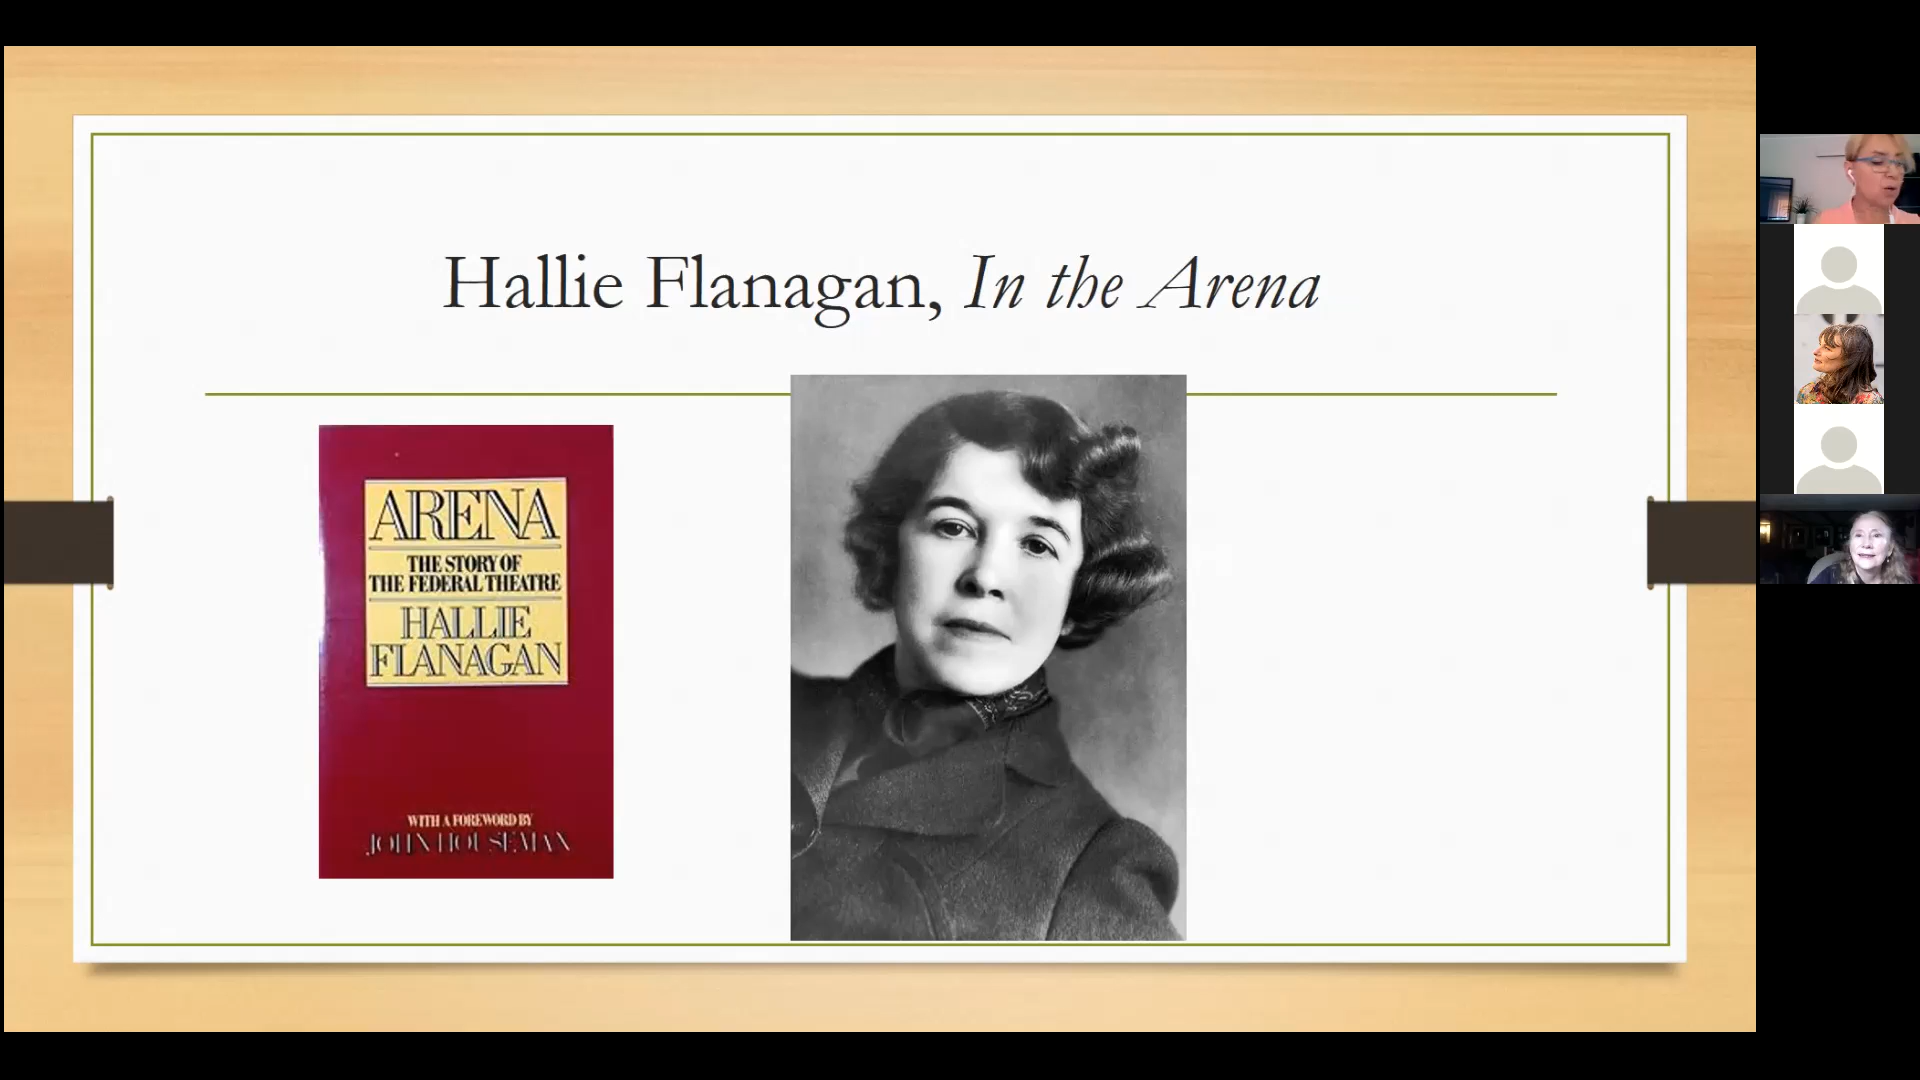 Hallie Flanagan, In the Arena
ARENA
THE STORY OF
THE FEDERAL THEATRE
HALLIE
FLANAGAN
WITH A FOREWORD BY
JOHN HOUSEMAN